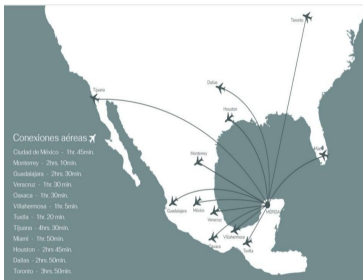 Toronto
Dallas
Tijuana
Houston
Monterrey
Miami
MÉRIDA
Guadalajara
México
Veracruz
Villahermosa
Oaxaca
Tuxtla
Conexiones aéreas
Ciudad de México - 1hr. 45min.
Monterrey - 2hrs. 10min.
Guadalajara - 2hrs. 30min.
Veracruz - 1hr. 30 min.
Oaxaca - 1hr. 30min.
Villahermosa - 1hr. 5min.
Tuxtla - 1hr. 20 min.
Tijuana - 4hrs. 30min.
Miami - 1hr. 50min.
Houston - 2hrs. 45min.
Dallas - 2hrs. 50min.
Toronto - 3hrs. 50min.